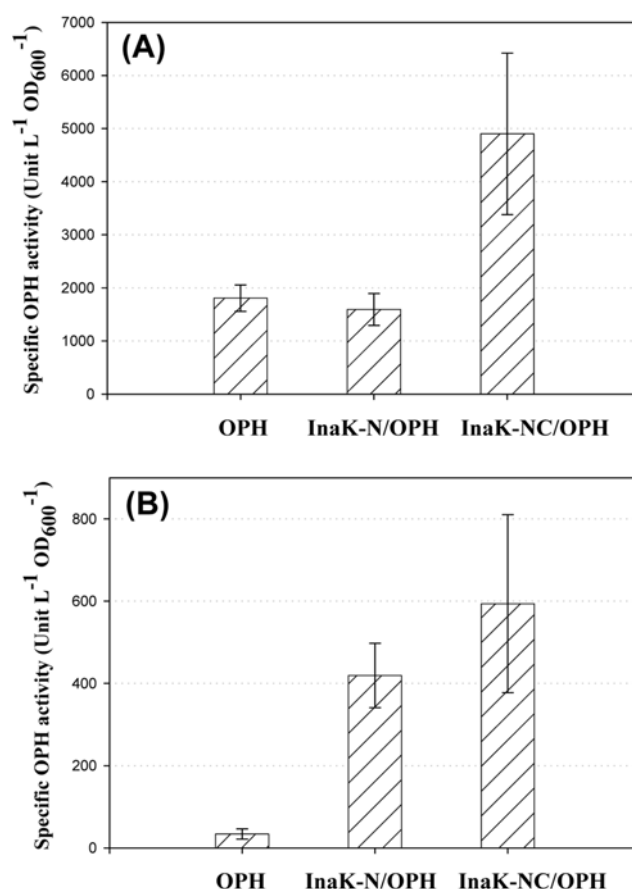 (A)
Specific OPH activity (Unit L⁻¹ OD₆₀₀⁻¹)
7000
6000
5000
4000
3000
2000
1000
0
OPH InaK-N/OPH InaK-NC/OPH
(B)
Specific OPH activity (Unit L⁻¹ OD₆₀₀⁻¹)
800
600
400
200
0
OPH InaK-N/OPH InaK-NC/OPH